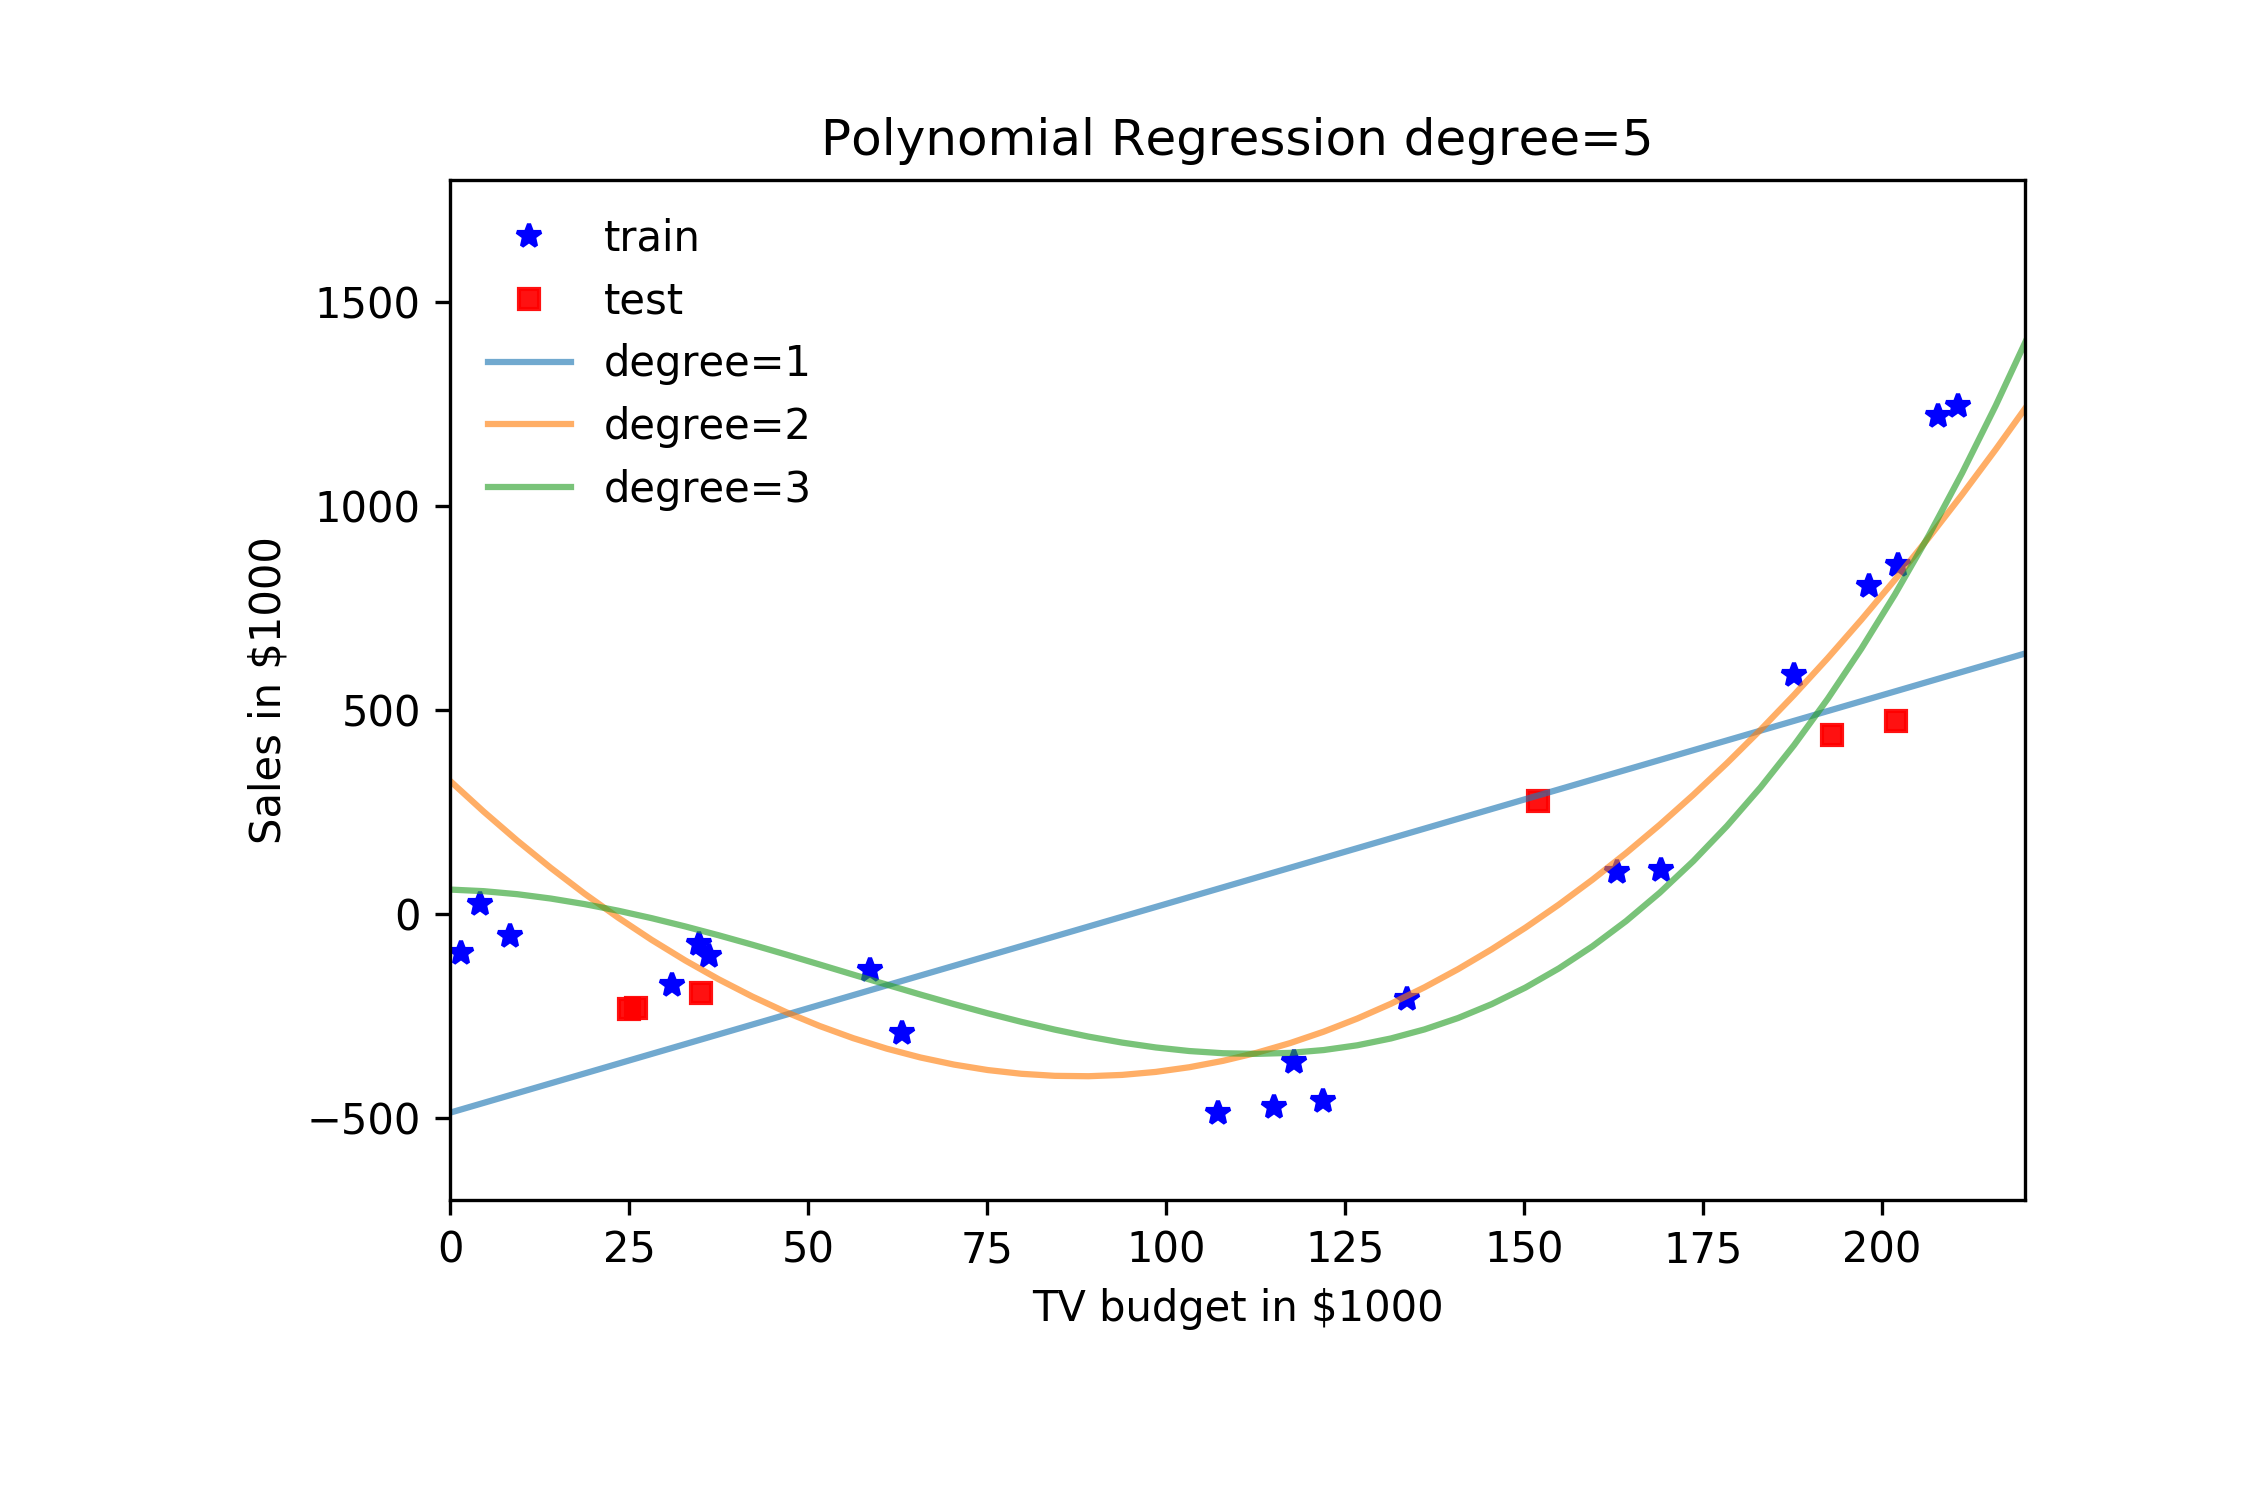 Polynomial Regression degree=5
train
test
degree=1
degree=2
degree=3
1500
1000
500
0
−500
Sales in $1000
0 25 50 75 100 125 150 175 200
TV budget in $1000